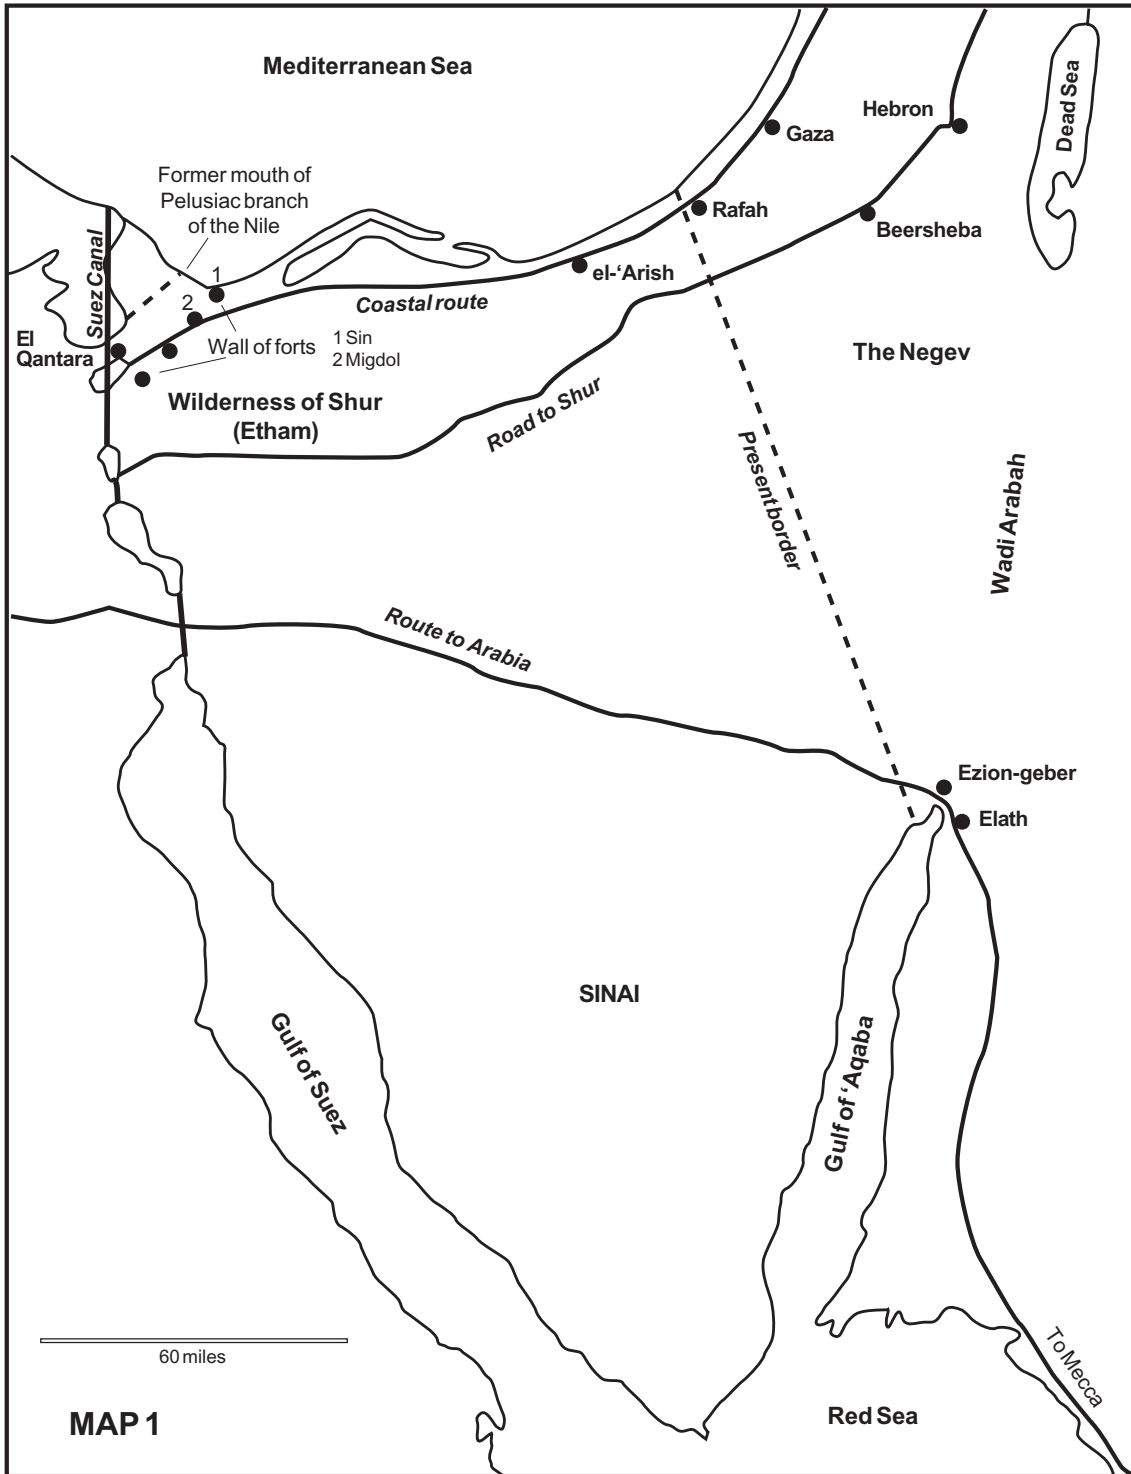 Mediterranean Sea
Dead Sea
Hebron
Gaza
Former mouth of
Pelusiac branch
of the Nile
Rafah
Beersheba
Suez Canal
1
el-‘Arish
2
Coastal route
El
Qantara
Wall of forts
1 Sin
2 Migdol
The Negev
Wilderness of Shur
(Etham)
Road to Shur
Present border
Wadi Arabah
Route to Arabia
Ezion-geber
Elath
SINAI
Gulf of Suez
Gulf of ‘Aqaba
60 miles
To Mecca
MAP 1
Red Sea